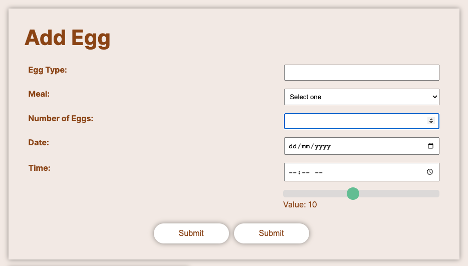 Add Egg
Egg Type:
Meal:
Select one
Number of Eggs:
Date:
dd/mm/yyyy
Time:
--:-- --
Value: 10
Submit
Submit